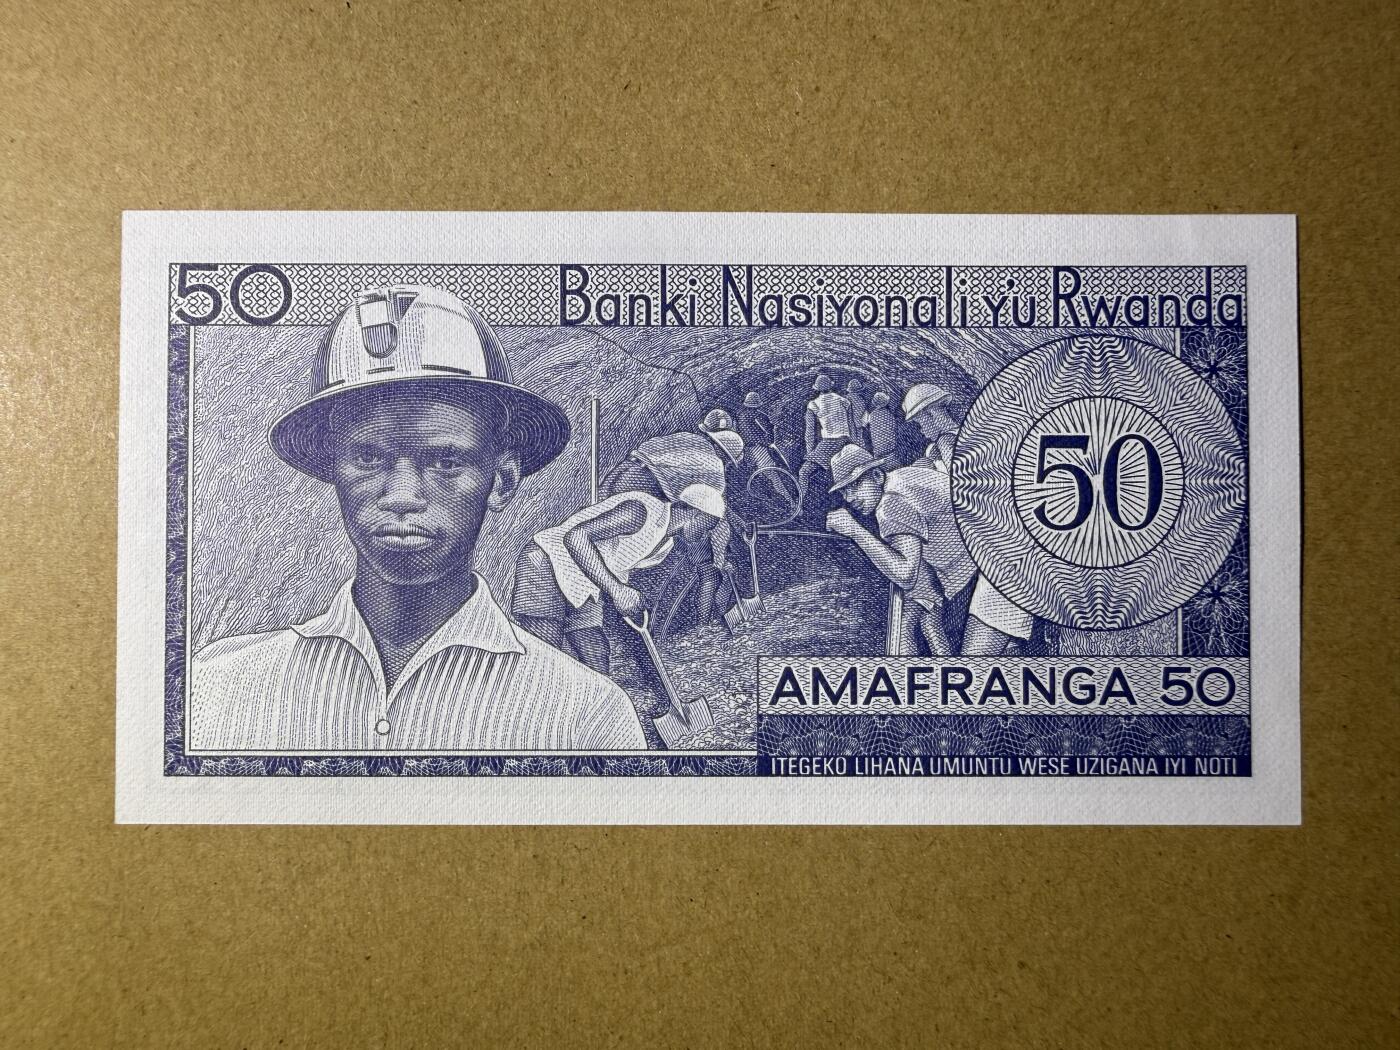 50 Banki Nasiyonali y'u Rwanda
50
AMAFRANGA 50
ITEGEKO LIHANA UMUNTU WESE UZIGANA IYI NOTI